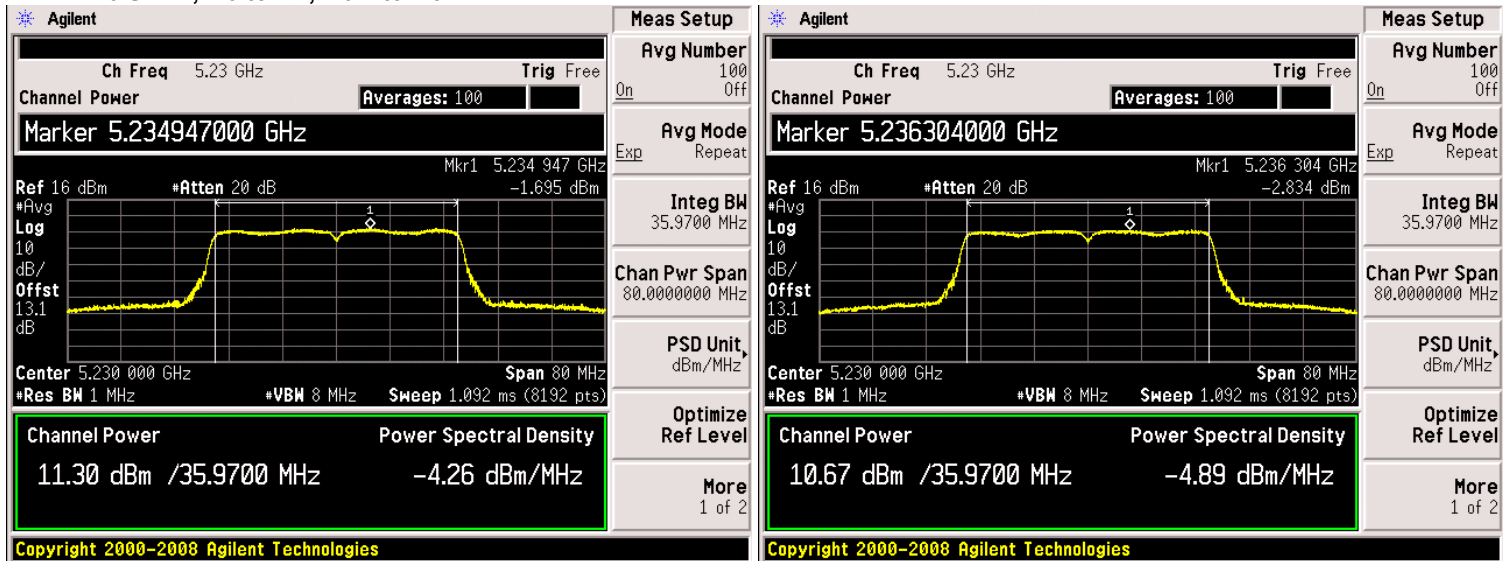 Agilent
Meas Setup
Ch Freq 5.23 GHz Trig Free
Channel Power Averages: 100
Marker 5.234947000 GHz
Mkr1 5.234 947 GHz
Ref 16 dBm #Atten 20 dB -1.695 dBm
#Avg
Log
10
dB/
Offst
13.1
dB
1
Center 5.230 000 GHz Span 80 MHz
#Res BW 1 MHz #VBW 8 MHz Sweep 1.092 ms (8192 pts)
Channel Power Power Spectral Density
11.30 dBm /35.9700 MHz -4.26 dBm/MHz
Copyright 2000-2008 Agilent Technologies
Avg Number
100
On Off
Avg Mode
Exp Repeat
Integ BW
35.9700 MHz
Chan Pwr Span
80.0000000 MHz
PSD Unit
dBm/MHz
Optimize
Ref Level
More
1 of 2
Agilent
Meas Setup
Ch Freq 5.23 GHz Trig Free
Channel Power Averages: 100
Marker 5.236304000 GHz
Mkr1 5.236 304 GHz
Ref 16 dBm #Atten 20 dB -2.834 dBm
#Avg
Log
10
dB/
Offst
13.1
dB
1
Center 5.230 000 GHz Span 80 MHz
#Res BW 1 MHz #VBW 8 MHz Sweep 1.092 ms (8192 pts)
Channel Power Power Spectral Density
10.67 dBm /35.9700 MHz -4.89 dBm/MHz
Copyright 2000-2008 Agilent Technologies
Avg Number
100
On Off
Avg Mode
Exp Repeat
Integ BW
35.9700 MHz
Chan Pwr Span
80.0000000 MHz
PSD Unit
dBm/MHz
Optimize
Ref Level
More
1 of 2